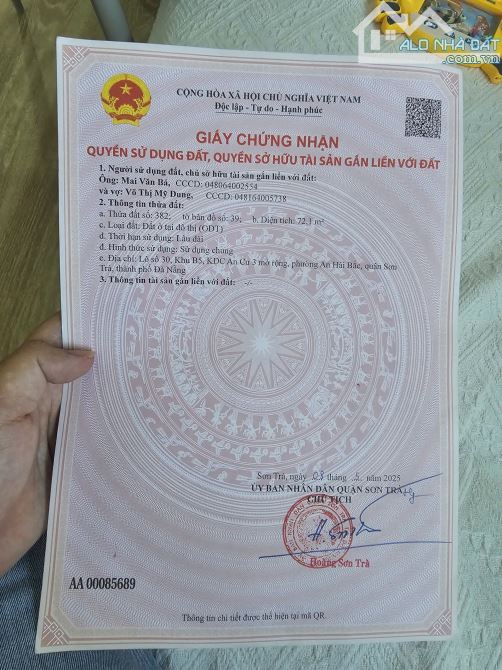 ALO NHÀ ĐẤT
.com.vn
CỘNG HÒA XÃ HỘI CHỦ NGHĨA VIỆT NAM
Độc lập - Tự do - Hạnh phúc
GIẤY CHỨNG NHẬN
QUYỀN SỬ DỤNG ĐẤT, QUYỀN SỞ HỮU TÀI SẢN GẮN LIỀN VỚI ĐẤT
1. Người sử dụng đất, chủ sở hữu tài sản gắn liền với đất:
Ông: Mai Văn Bá, CCCD: 048064002554
và vợ: Võ Thị Mỹ Dung, CCCD: 048164005738
2. Thông tin thửa đất:
a. Thửa đất số: 382; tờ bản đồ số: 39; b. Diện tích: 72,1 m²
c. Loại đất: Đất ở tại đô thị (ODT)
d. Thời hạn sử dụng: Lâu dài
đ. Hình thức sử dụng: Sử dụng chung
e. Địa chỉ: Lô số 30, Khu B5, KDC An Cư 3 mở rộng, phường An Hải Bắc, quận Sơn
Trà, thành phố Đà Nẵng
3. Thông tin tài sản gắn liền với đất: -/-
Sơn Trà, ngày 08 tháng 5 năm 2025
ỦY BAN NHÂN DÂN QUẬN SƠN TRÀ
CHỦ TỊCH
Hoàng Sơn Trà
AA 00085689
Thông tin chi tiết được thể hiện tại mã QR.